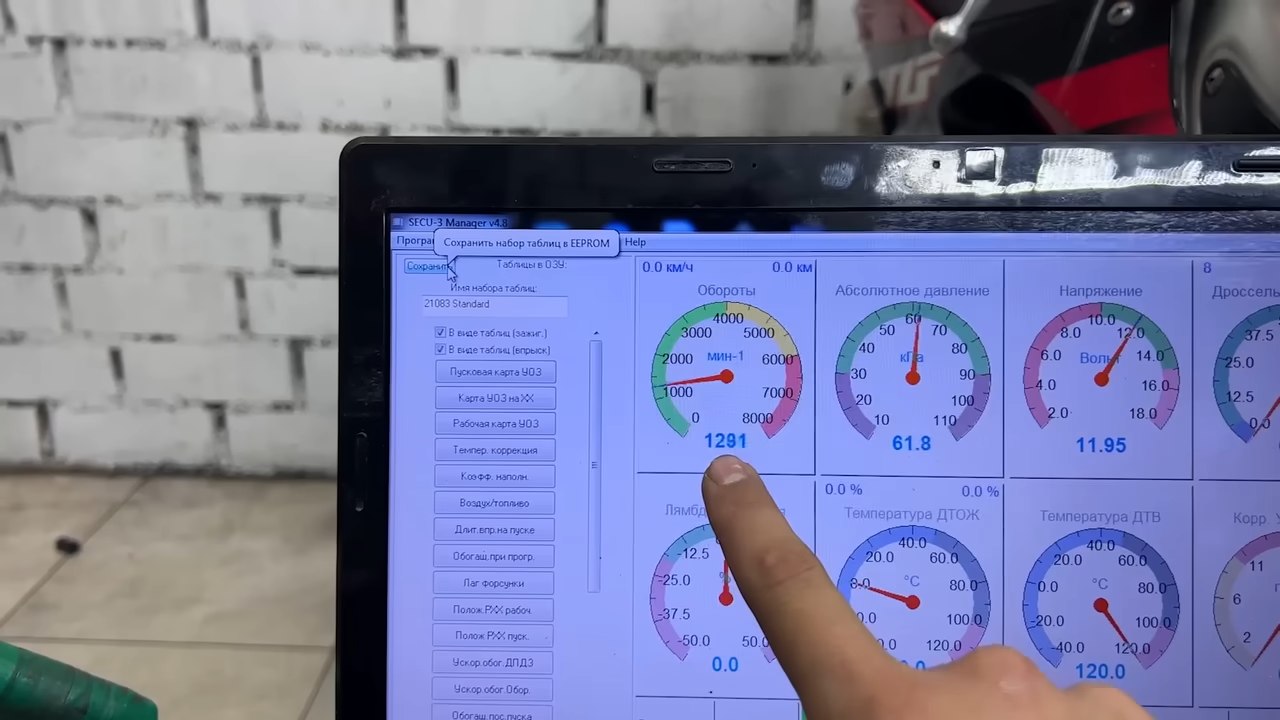 SECU-3 Manager v4.8
Сохранить набор таблиц в EEPROM
Help
Таблицы в ОЗУ:
Имя набора таблиц:
21083 Standard
В виде таблиц (зажиг.)
В виде таблиц (впрыск)
Пусковая карта УОЗ
Карта УОЗ на ХХ
Рабочая карта УОЗ
Темпер. коррекция
Коэфф. наполн.
Воздух/топливо
Длит.впр.на пуске
Обогащ.при прогр.
Лаг форсунки
Полож.РХХ рабоч.
Полож РХХ пуск.
Ускор.обог.ДПДЗ
Ускор обог.Обор.
Обогащ.пос.пуска
0.0 км/ч 0.0 км
Обороты
0 1000 2000 3000 4000 5000 6000 7000 8000
мин-1
1291
Абсолютное давление
10 20 30 40 50 60 70 80 90 100 110
кПа
61.8
Напряжение
2.0 4.0 6.0 8.0 10.0 12.0 14.0 16.0 18.0
11.95
8
0.0 12.5 25.0 37.5
-50.0 -37.5 -25.0 -12.5
0.0
0.0 % 0.0 %
Температура ДТОЖ
20.0 40.0 60.0 80.0 100.0 120.0
°C
Температура ДТВ
-40.0 -20.0 0.0 20.0 40.0 60.0 80.0 100.0 120.0
°C
120.0
Корр.
2 6 11